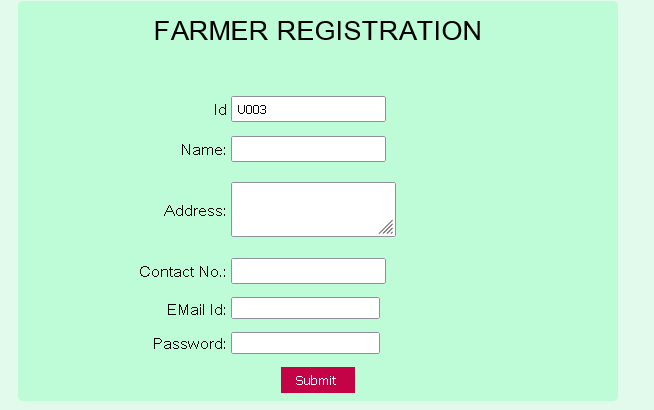 FARMER REGISTRATION
Id U003
Name:
Address:
Contact No.:
EMail Id:
Password:
Submit